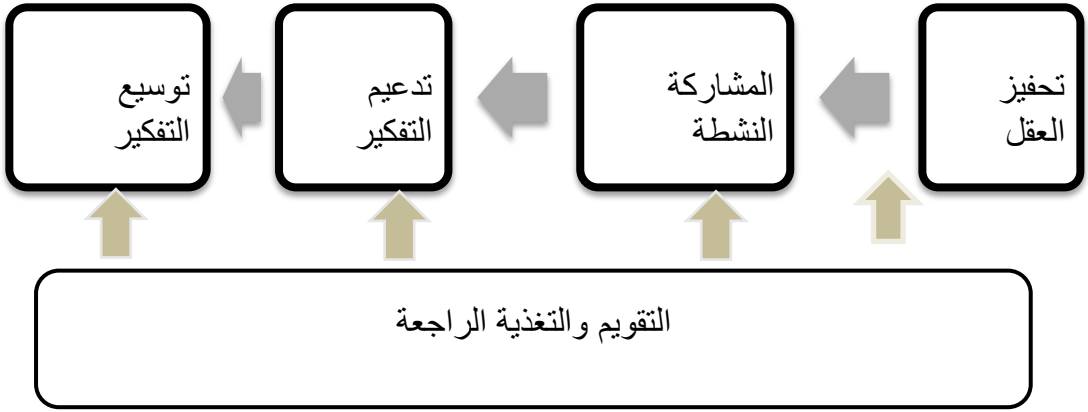 تحفيز
العقل
المشاركة
النشطة
تدعيم
التفكير
توسيع
التفكير
التقويم والتغذية الراجعة